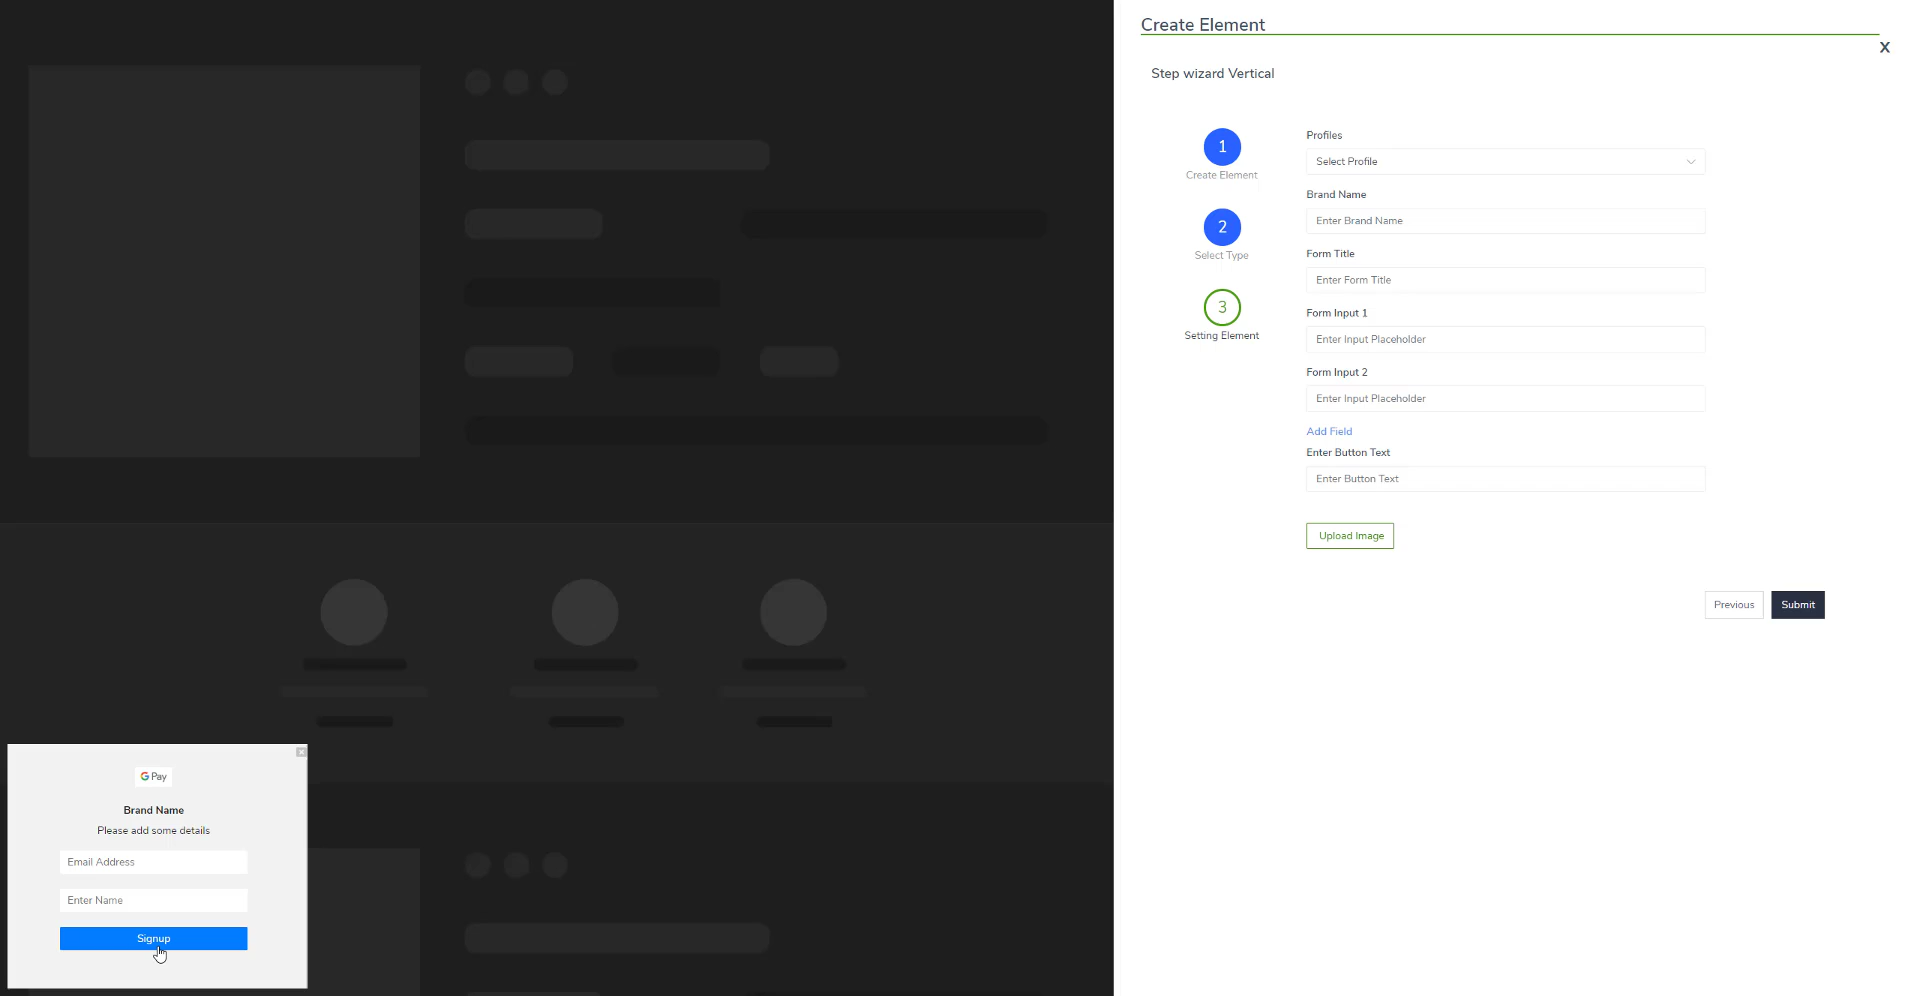 Create Element
X
Step wizard Vertical
1
Create Element
2
Select Type
3
Setting Element
Profiles
Select Profile
Brand Name
Enter Brand Name
Form Title
Enter Form Title
Form Input 1
Enter Input Placeholder
Form Input 2
Enter Input Placeholder
Add Field
Enter Button Text
Enter Button Text
Upload Image
Previous Submit
x
G Pay
Brand Name
Please add some details
Email Address
Enter Name
Signup